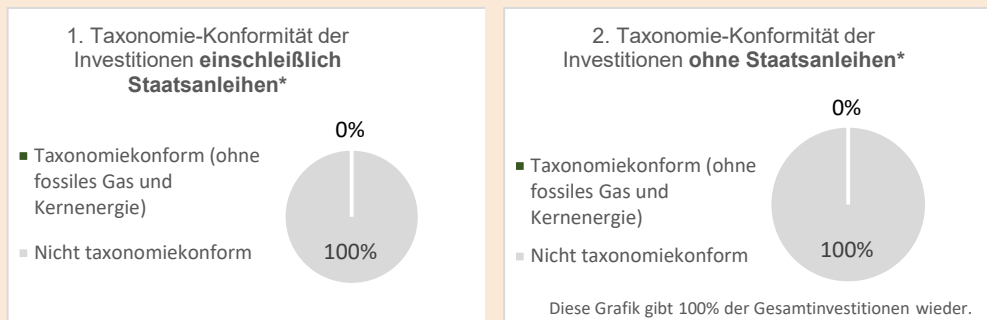 1. Taxonomie-Konformität der
Investitionen einschleißlich
Staatsanleihen*
0%
Taxonomiekonform (ohne
fossiles Gas und
Kernenergie)
Nicht taxonomiekonform
100%
2. Taxonomie-Konformität der
Investitionen ohne Staatsanleihen*
0%
Taxonomiekonform (ohne
fossiles Gas und
Kernenergie)
Nicht taxonomiekonform
100%
Diese Grafik gibt 100% der Gesamtinvestitionen wieder.